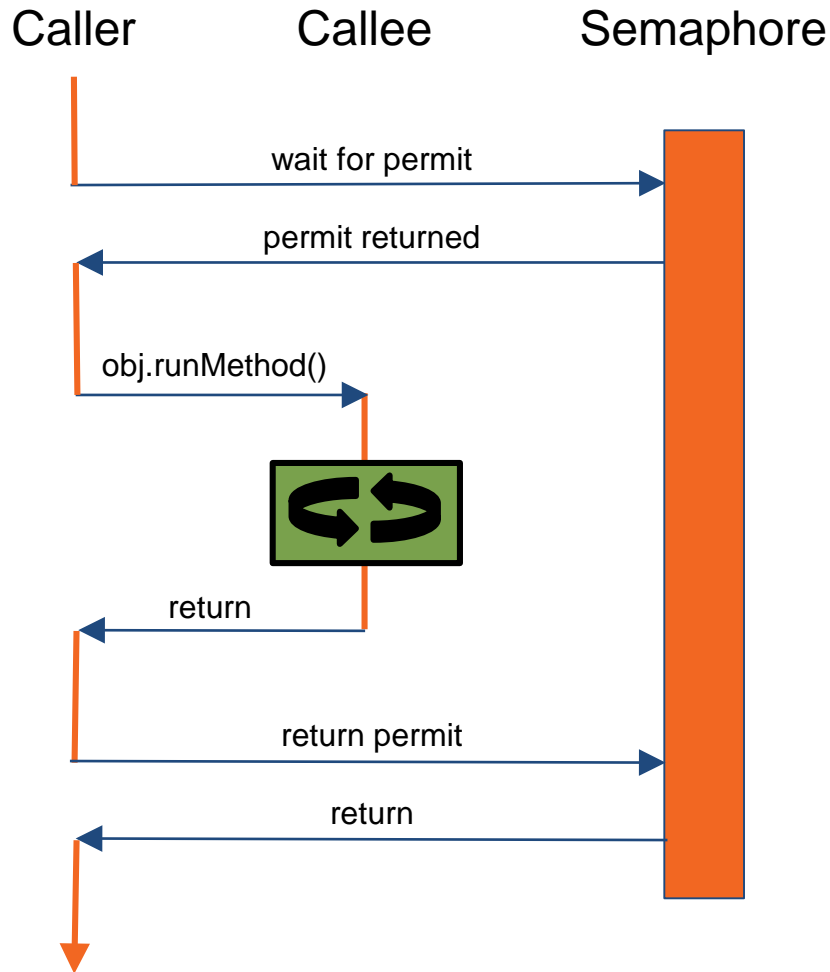 Caller Callee Semaphore
wait for permit
permit returned
obj.runMethod()
return
return permit
return